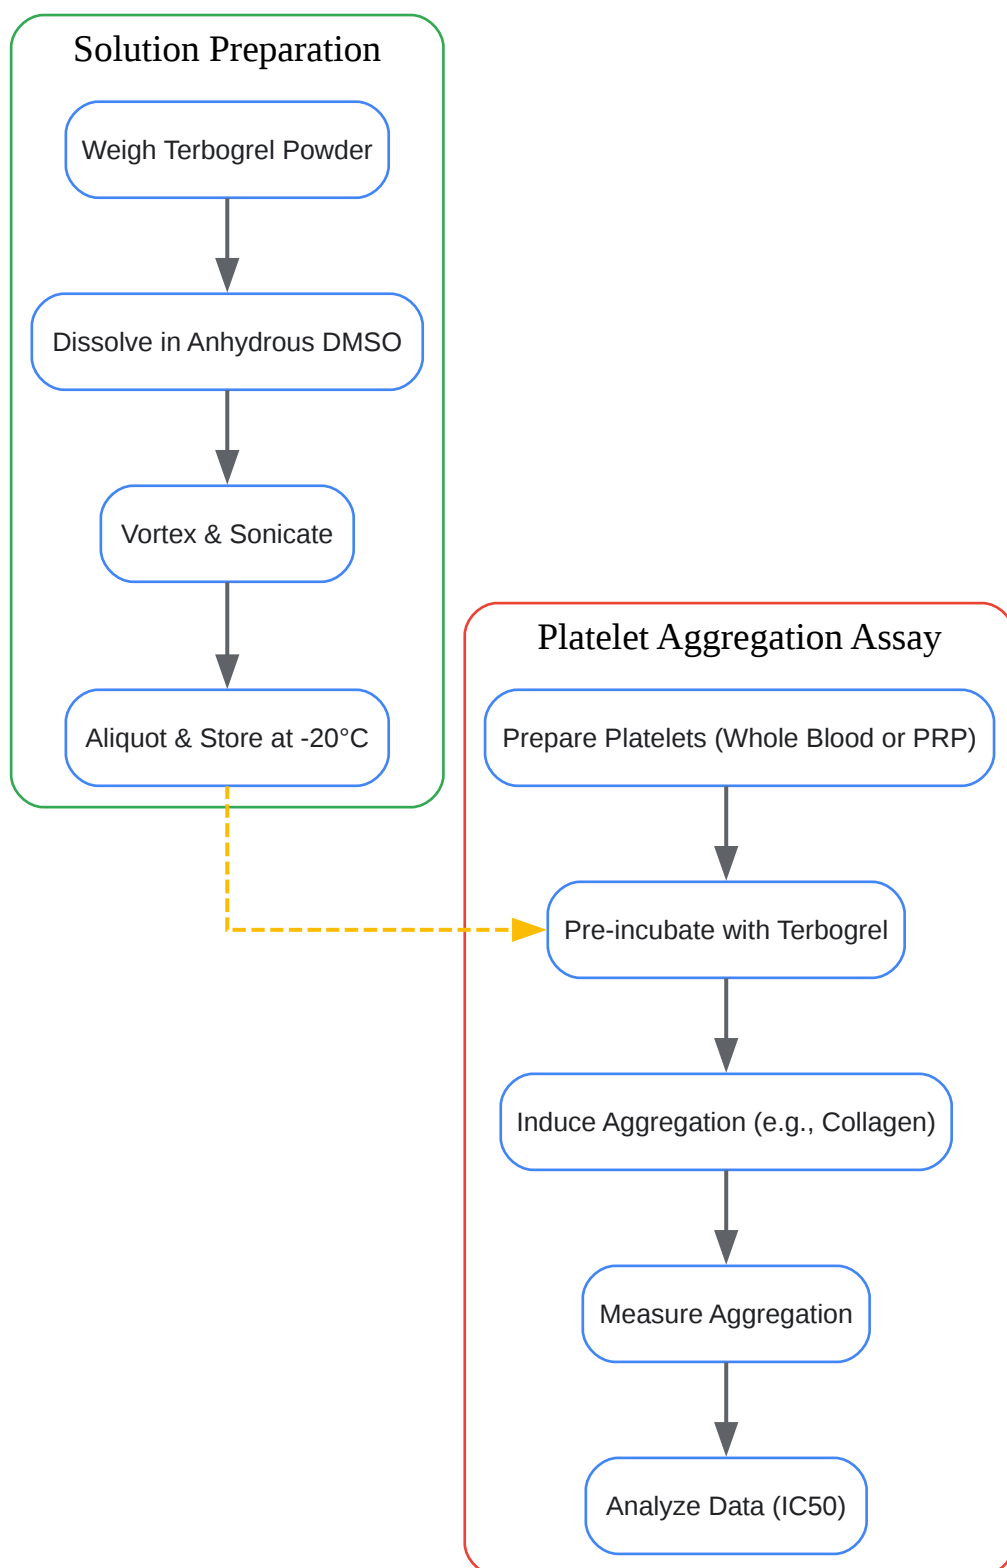 Solution Preparation
Weigh Terbogrel Powder
Dissolve in Anhydrous DMSO
Vortex & Sonicate
Aliquot & Store at -20°C
Platelet Aggregation Assay
Prepare Platelets (Whole Blood or PRP)
Pre-incubate with Terbogrel
Induce Aggregation (e.g., Collagen)
Measure Aggregation
Analyze Data (IC50)